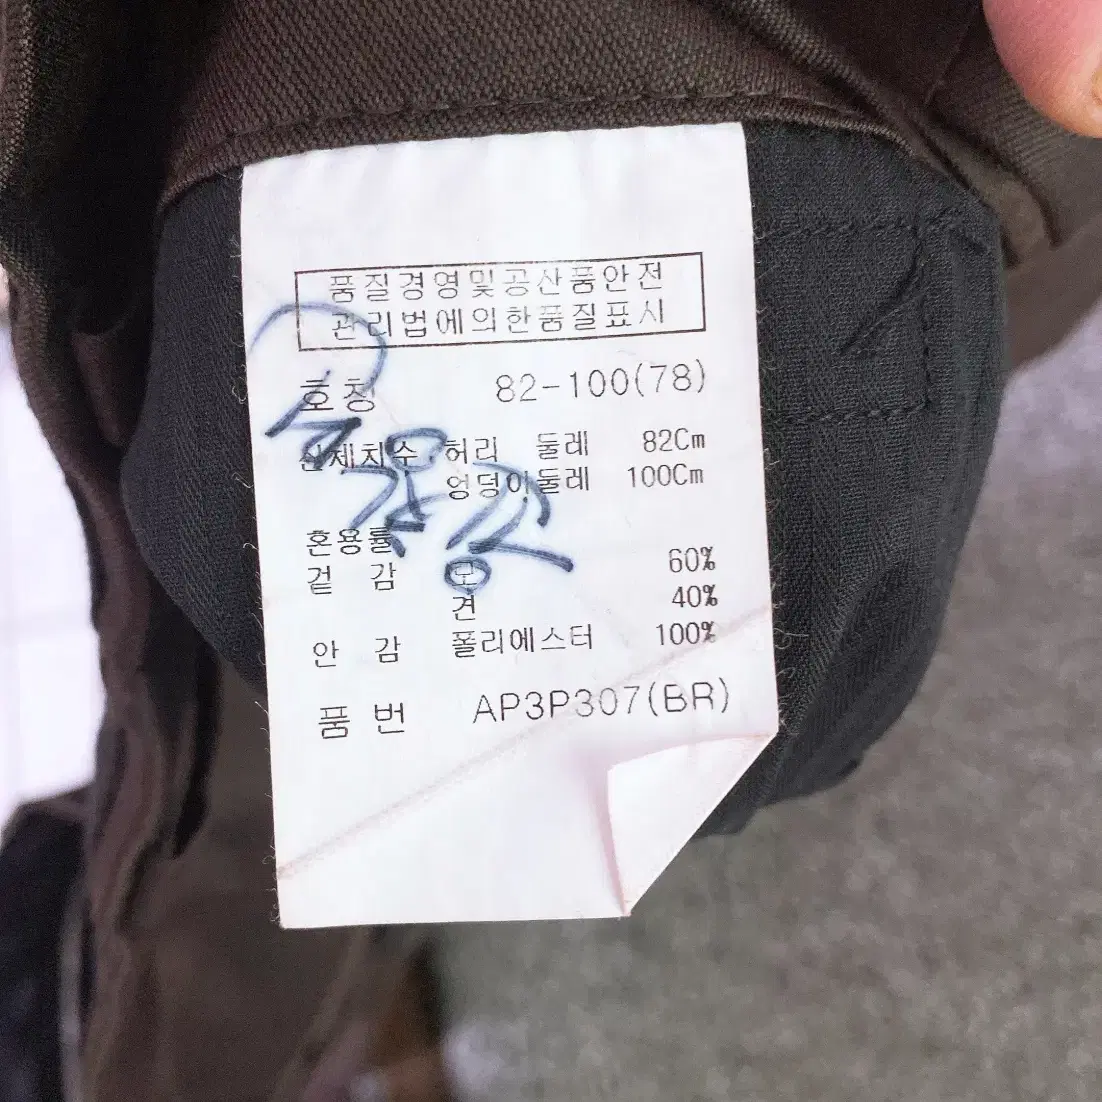 품질경영및공산품안전
관리법에의한품질표시
호칭 82-100(78)
신체치수 허리 둘레 82Cm
엉덩이둘레 100Cm
혼용률
겉 감 모 60%
견 40%
안 감 폴리에스터 100%
품 번 AP3P307(BR)